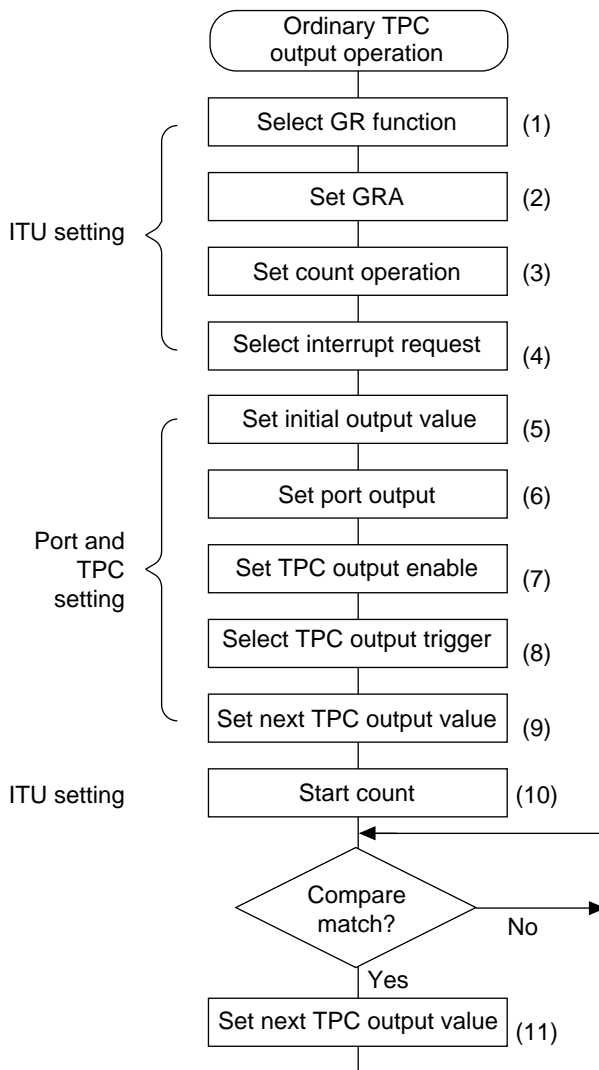 Ordinary TPC
output operation
Select GR function
(1)
Set GRA
(2)
ITU setting
Set count operation
(3)
Select interrupt request
(4)
Set initial output value
(5)
Set port output
(6)
Port and
TPC
setting
Set TPC output enable
(7)
Select TPC output trigger
(8)
Set next TPC output value
(9)
ITU setting
Start count
(10)
Compare
match?
No
Yes
Set next TPC output value
(11)